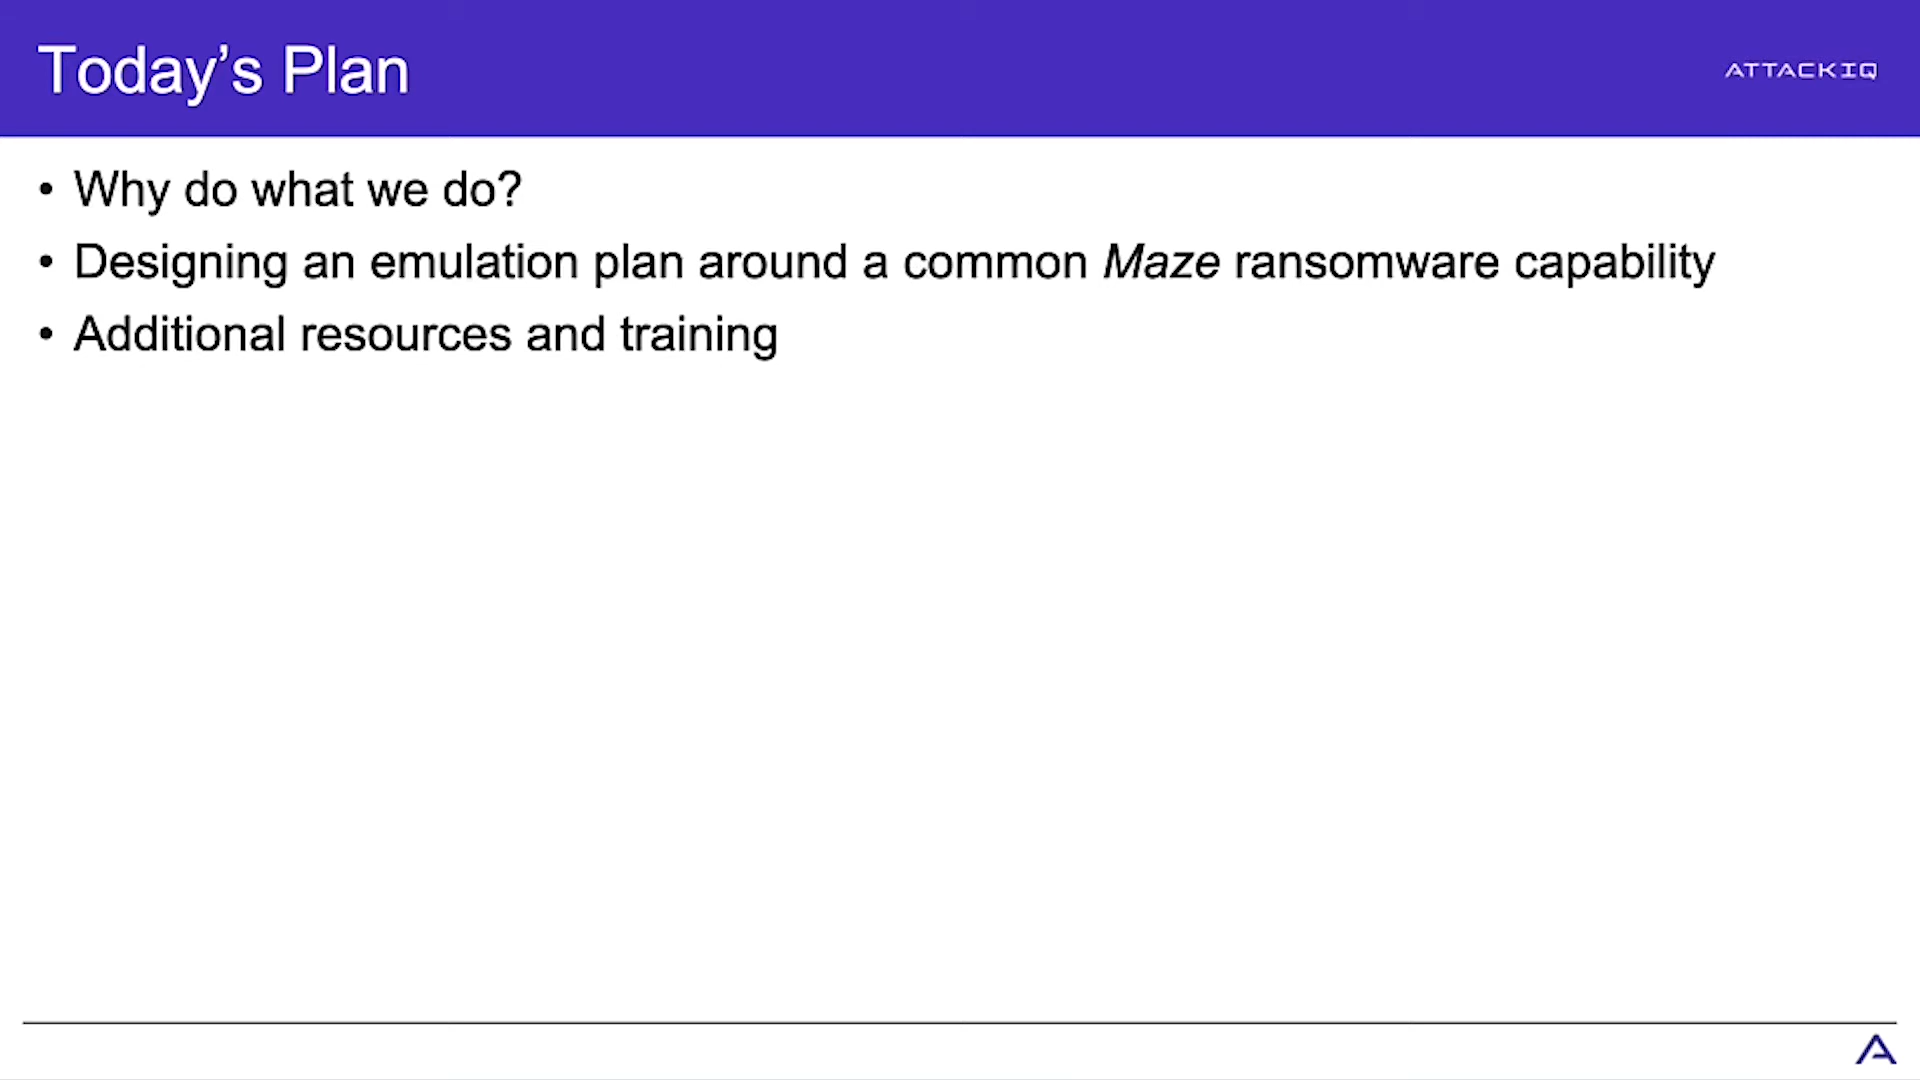 Today’s Plan
ATTACKIQ
• Why do what we do?
• Designing an emulation plan around a common Maze ransomware capability
• Additional resources and training